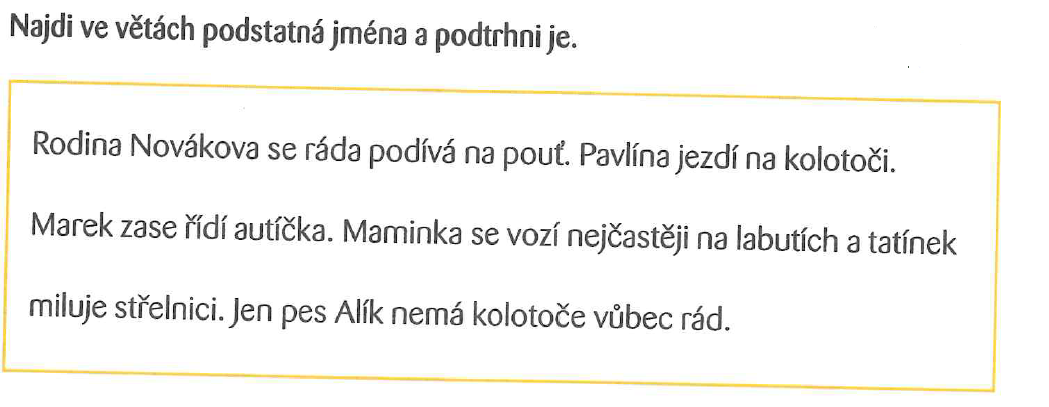 Najdi ve větách podstatná jména a podtrhni je.
Rodina Novákova se ráda podívá na pouť. Pavlína jezdí na kolotoči.
Marek zase řídí autíčka. Maminka se vozí nejčastěji na labutích a tatínek
miluje střelnici. Jen pes Alík nemá kolotoče vůbec rád.